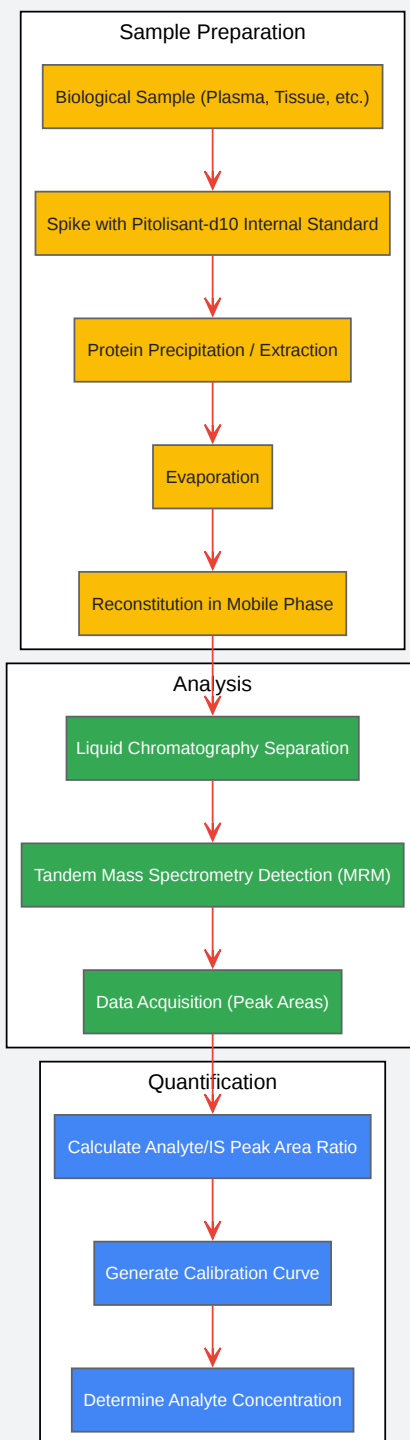 Sample Preparation
Biological Sample (Plasma, Tissue, etc.)
Spike with Pitolisant-d10 Internal Standard
Protein Precipitation / Extraction
Evaporation
Reconstitution in Mobile Phase
Analysis
Liquid Chromatography Separation
Tandem Mass Spectrometry Detection (MRM)
Data Acquisition (Peak Areas)
Quantification
Calculate Analyte/IS Peak Area Ratio
Generate Calibration Curve
Determine Analyte Concentration